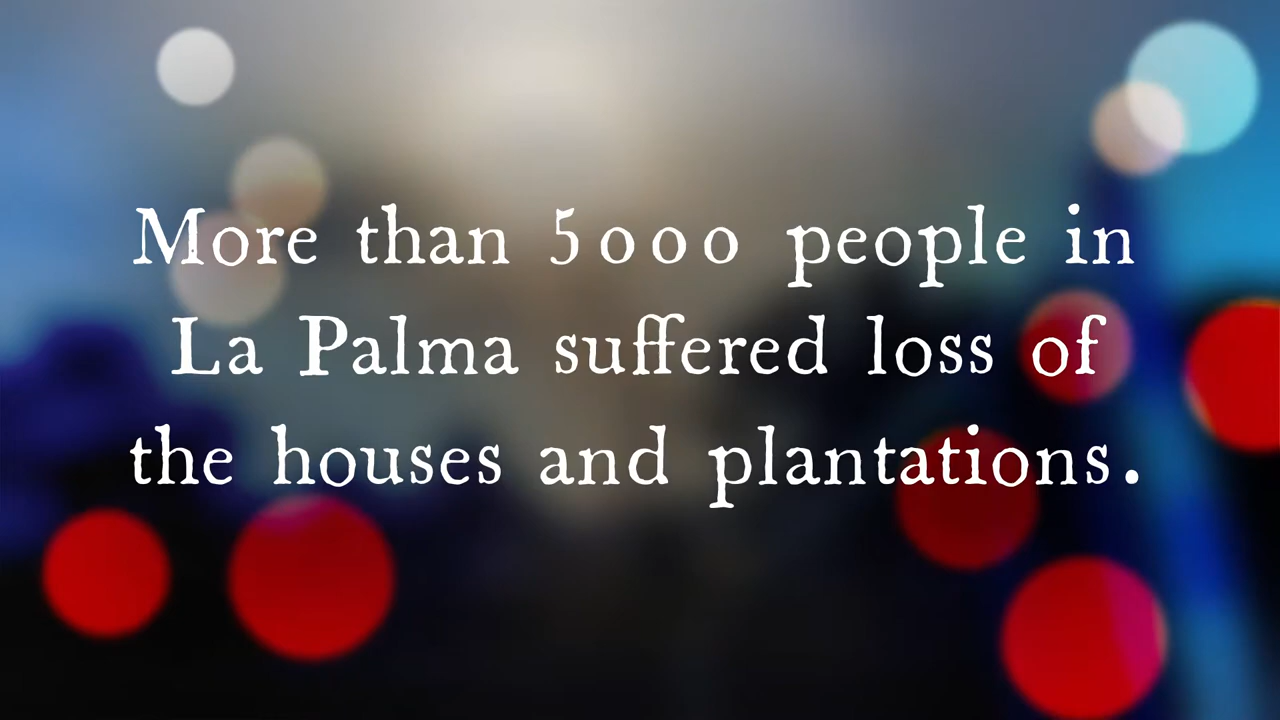 More than 5000 people in
La Palma suffered loss of
the houses and plantations.